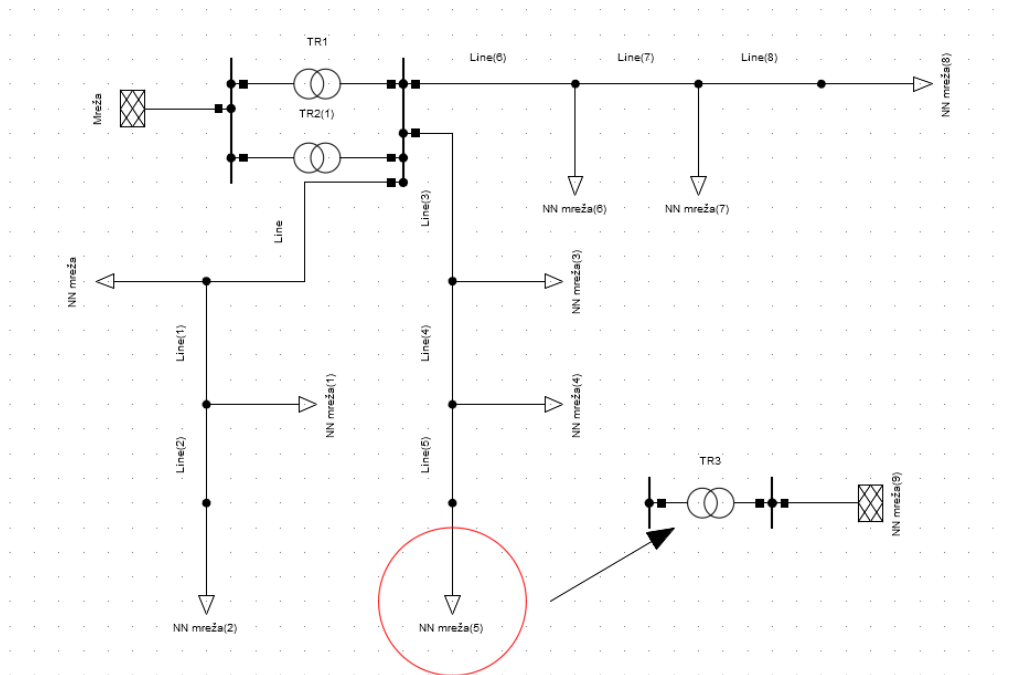 TR1
Line(6)
Line(7)
Line(8)
NN mreža(8)
Mreža
TR2(1)
NN mreža(6)
NN mreža(7)
Line
Line(3)
NN mreža
NN mreža(3)
Line(1)
Line(4)
NN mreža(1)
NN mreža(4)
Line(2)
Line(5)
TR3
NN mreža(9)
NN mreža(2)
NN mreža(5)